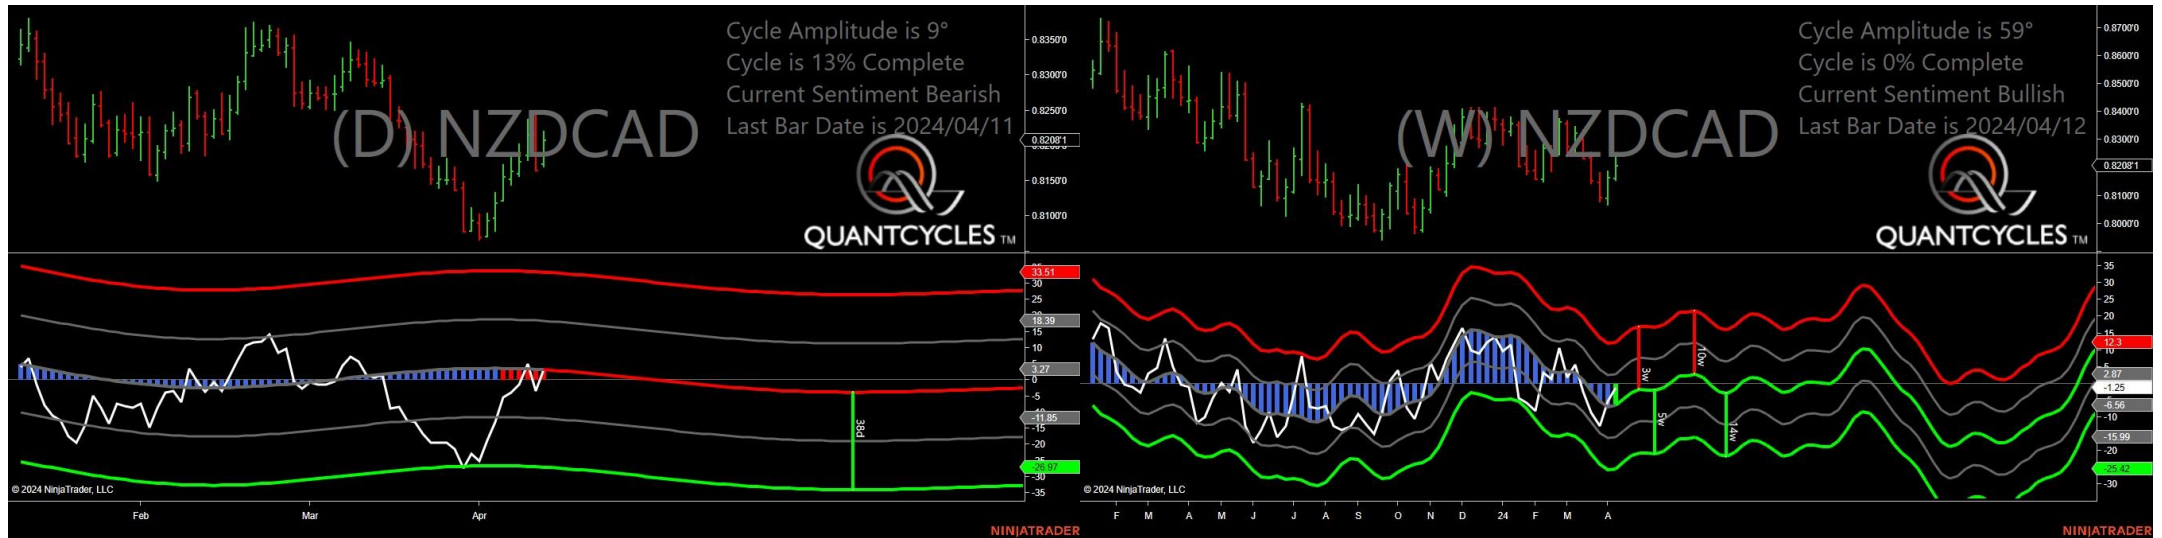 Cycle Amplitude is 9°
Cycle is 13% Complete
Current Sentiment Bearish
Last Bar Date is 2024/04/11
(D) NZDCAD
QUANTCYCLES TM
0.8350'0
0.8300'0
0.8250'0
0.8208'1
0.8150'0
0.8100'0
33.51
30
25
18.39
15
10
5
3.27
0
-5
-11.85
-15
-20
-26.97
-30
-35
38d
© 2024 NinjaTrader, LLC
Feb Mar Apr
NINJATRADER
Cycle Amplitude is 59°
Cycle is 0% Complete
Current Sentiment Bullish
Last Bar Date is 2024/04/12
(W) NZDCAD
QUANTCYCLES TM
0.8700'0
0.8600'0
0.8500'0
0.8400'0
0.8300'0
0.8208'1
0.8100'0
0.8000'0
35
30
25
20
15
12.3
10
2.87
-1.25
-6.56
-10
-15.99
-20
-25.42
-30
3w
10w
5w
14w
© 2024 NinjaTrader, LLC
F M A M J J A S O N D 24 F M A
NINJATRADER